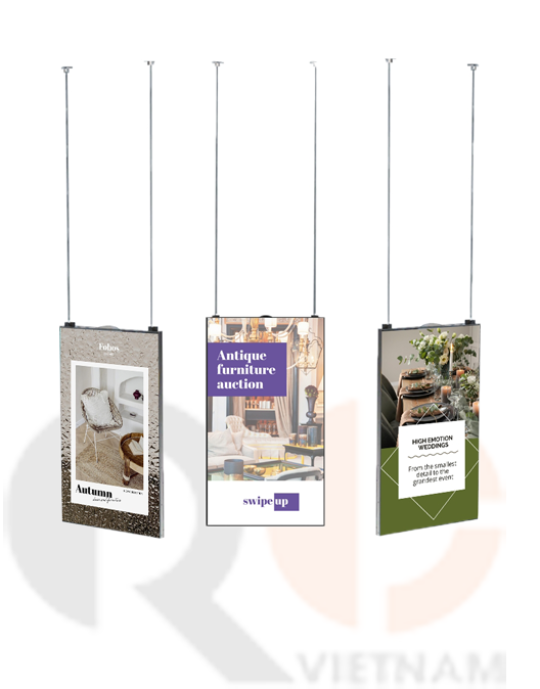 Autumn
Antique
furniture
auction
swipe up
HIGH EMOTION
WEDDINGS
From the smallest
detail to the
grandest event
VIETNAM